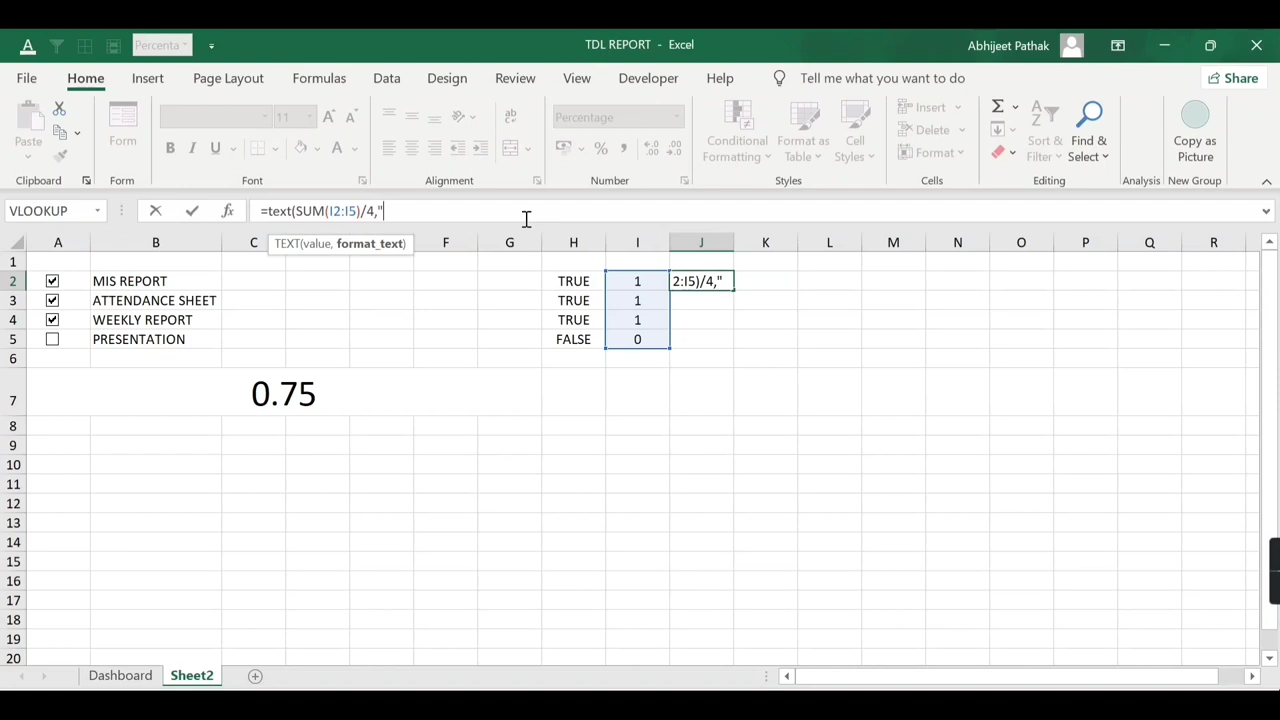 Percenta
TDL REPORT - Excel
Abhijeet Pathak
File Home Insert Page Layout Formulas Data Design Review View Developer Help Tell me what you want to do Share
Paste
Clipboard
Form
Form
11
B I U
Font
Alignment
Percentage
Number
Conditional Formatting
Format as Table
Cell Styles
Styles
Insert
Delete
Format
Cells
Sort & Filter
Find & Select
Editing
Analysis
Copy as Picture
New Group
VLOOKUP
fx
=text(SUM(I2:I5)/4,"
TEXT(value, format_text)
A B C F G H I J K L M N O P Q R
1
2 MIS REPORT TRUE 1 2:I5)/4,"
3 ATTENDANCE SHEET TRUE 1
4 WEEKLY REPORT TRUE 1
5 PRESENTATION FALSE 0
6
7 0.75
8
9
10
11
12
13
14
15
16
17
18
19
20
Dashboard Sheet2